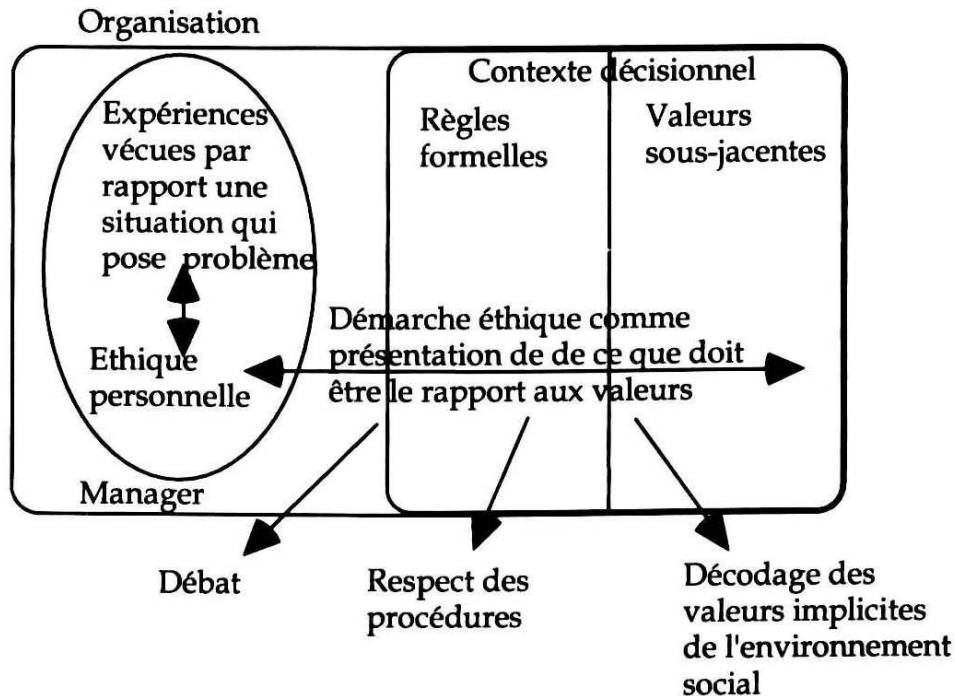 Organisation
Contexte décisionnel
Expériences
vécues par
rapport une
situation qui
pose problème
Règles
formelles
Valeurs
sous-jacentes
Démarche éthique comme
présentation de de ce que doit
être le rapport aux valeurs
Ethique
personnelle
Manager
Débat
Respect des
procédures
Décodage des
valeurs implicites
de l'environnement
social